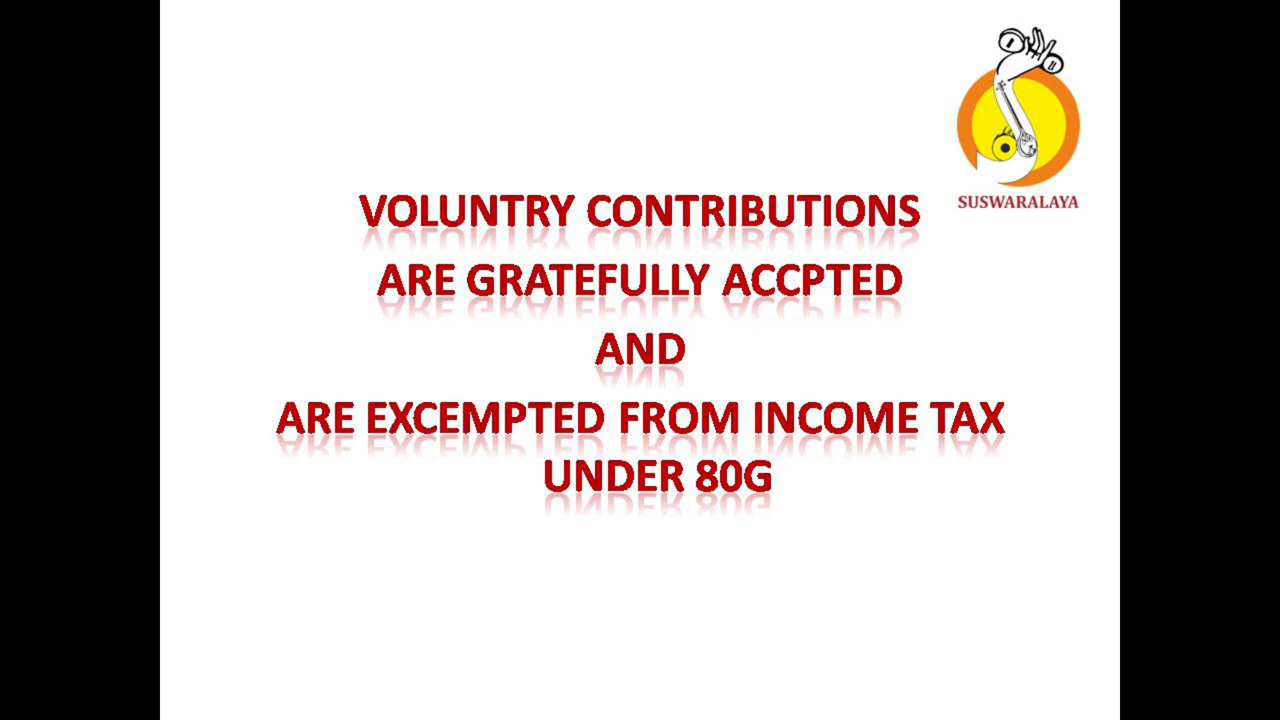 SUSWARALAYA
VOLUNTRY CONTRIBUTIONS
ARE GRATEFULLY ACCPTED
AND
ARE EXCEMPTED FROM INCOME TAX
UNDER 80G